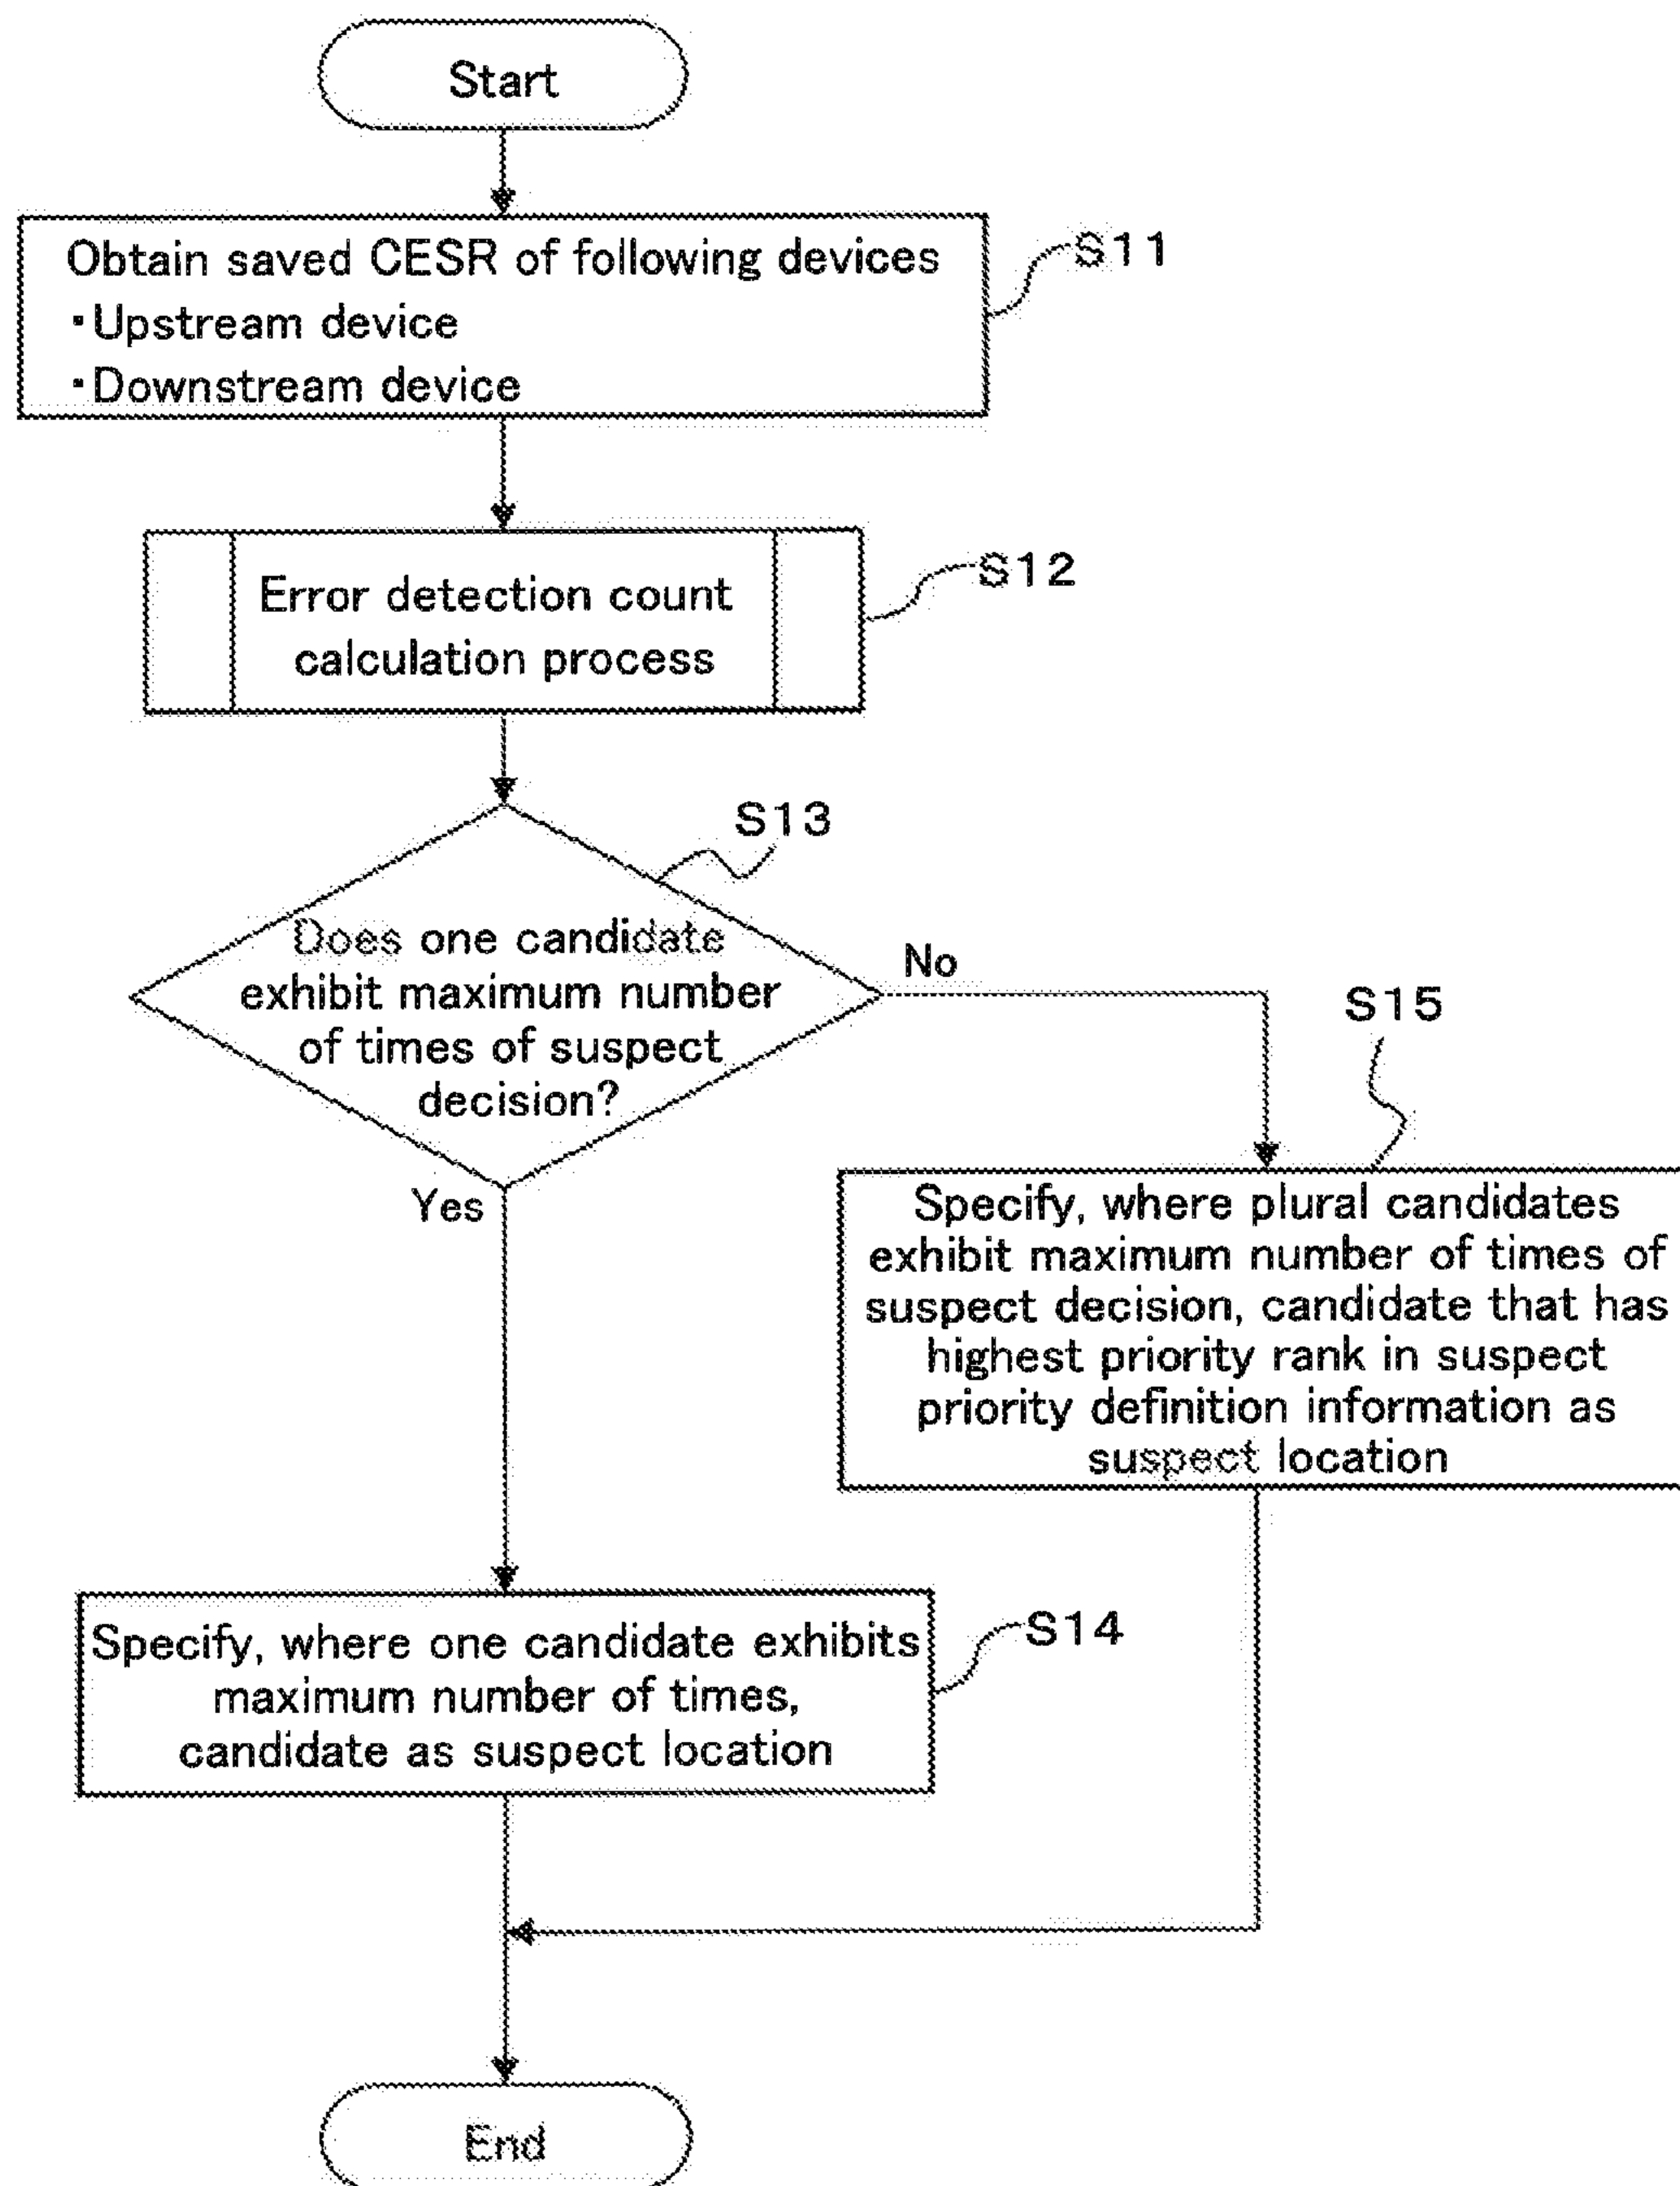 Start
Obtain saved CESR of following devices
・Upstream device
・Downstream device
S11
Error detection count
calculation process
S12
S13
Does one candidate
exhibit maximum number
of times of suspect
decision?
No
Yes
S15
Specify, where plural candidates
exhibit maximum number of times of
suspect decision, candidate that has
highest priority rank in suspect
priority definition information as
suspect location
Specify, where one candidate exhibits
maximum number of times,
candidate as suspect location
S14
End